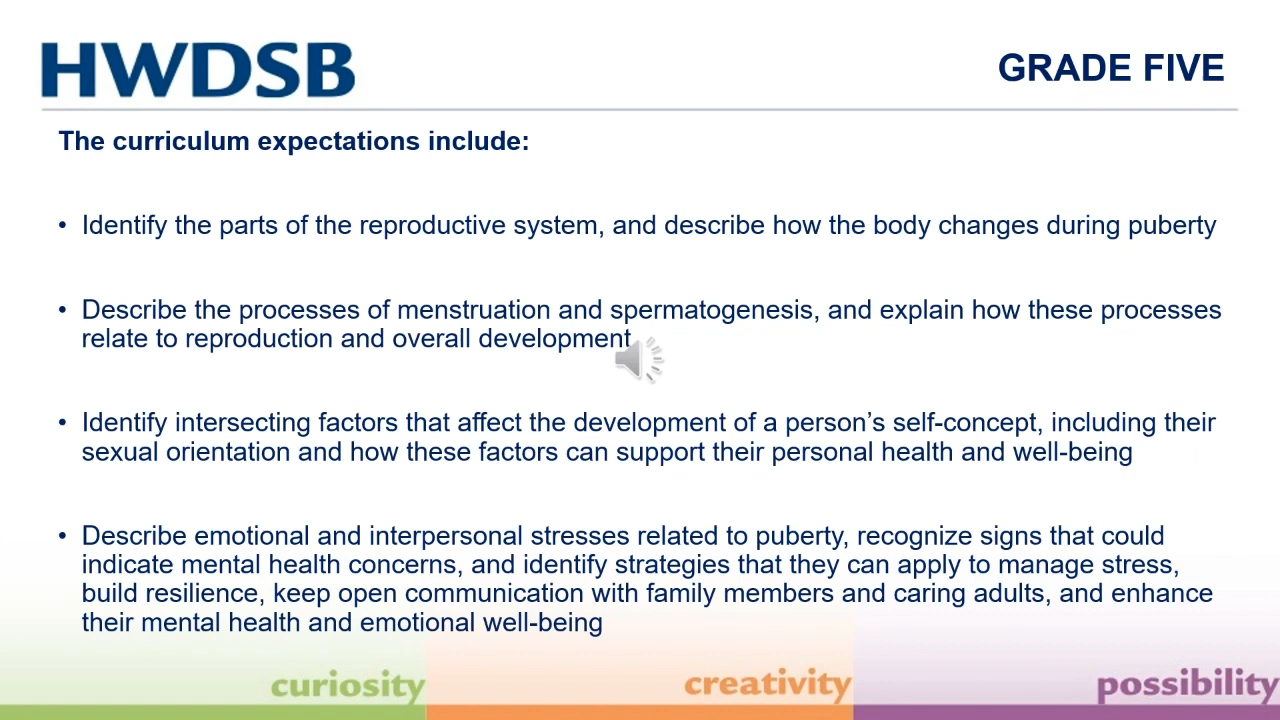 HWDSB
GRADE FIVE
The curriculum expectations include:
• Identify the parts of the reproductive system, and describe how the body changes during puberty
• Describe the processes of menstruation and spermatogenesis, and explain how these processes
relate to reproduction and overall development
• Identify intersecting factors that affect the development of a person’s self-concept, including their
sexual orientation and how these factors can support their personal health and well-being
• Describe emotional and interpersonal stresses related to puberty, recognize signs that could
indicate mental health concerns, and identify strategies that they can apply to manage stress,
build resilience, keep open communication with family members and caring adults, and enhance
their mental health and emotional well-being
curiosity
creativity
possibility